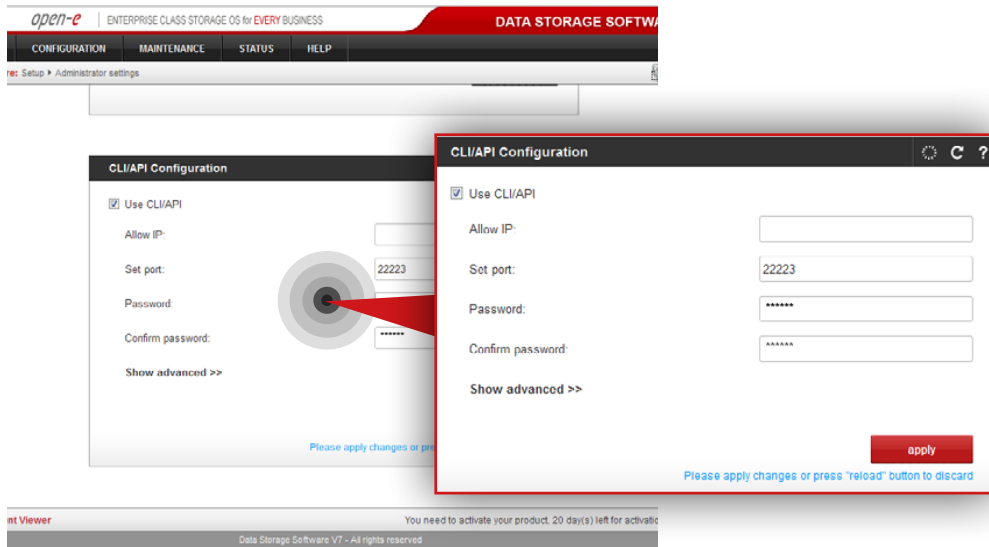 open-e ENTERPRISE CLASS STORAGE OS for EVERY BUSINESS DATA STORAGE SOFTWA
CONFIGURATION MAINTENANCE STATUS HELP
re: Setup Administrator settings
CLI/API Configuration
Use CLI/API
Allow IP:
Set port: 22223
Password:
Confirm password: ******
Show advanced >>
Please apply changes or pre
CLI/API Configuration ?
Use CLI/API
Allow IP:
Set port: 22223
Password: ******
Confirm password: ******
Show advanced >>
apply
Please apply changes or press "reload" button to discard
nt Viewer You need to activate your product, 20 day(s) left for activatio
Data Storage Software V7 - All rights reserved